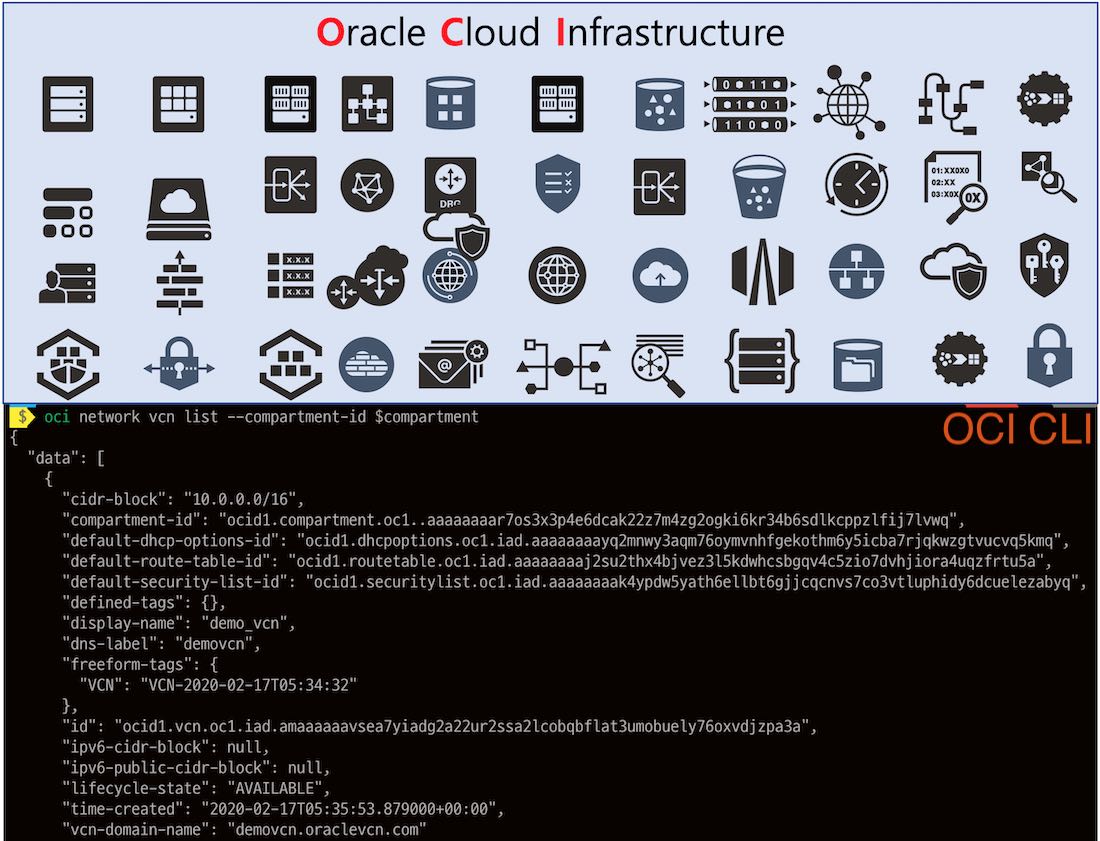 Oracle Cloud Infrastructure
0 1 1 0
1 0 1
1 1 0 0
DRG
01:XX0X0
02:XX
03:X0X
0X
X.X.X
X.X.X
X.X.X
@
$ oci network vcn list --compartment-id $compartment
OCI CLI
{
"data": [
{
"cidr-block": "10.0.0.0/16",
"compartment-id": "ocid1.compartment.oc1..aaaaaaaar7os3x3p4e6dcak22z7m4zg2ogki6kr34b6sdlkcppzlfij7lvwq",
"default-dhcp-options-id": "ocid1.dhcpoptions.oc1.iad.aaaaaaaayq2mnwy3aqm76oymvnhfgekothm6y5icba7rjqkwzgtvucvq5kmq",
"default-route-table-id": "ocid1.routetable.oc1.iad.aaaaaaaaj2su2thx4bjvez3l5kdwhcsbgqv4c5zio7dvhjiora4uqzfrtu5a",
"default-security-list-id": "ocid1.securitylist.oc1.iad.aaaaaaaak4ypdw5yath6ellbt6gjjcqcnvs7co3vtluphidy6dcuelezabyq",
"defined-tags": {},
"display-name": "demo_vcn",
"dns-label": "demovcn",
"freeform-tags": {
"VCN": "VCN-2020-02-17T05:34:32"
},
"id": "ocid1.vcn.oc1.iad.amaaaaaavsea7yiadg2a22ur2ssa2lcobqbflat3umobuely76oxvdjzpa3a",
"ipv6-cidr-block": null,
"ipv6-public-cidr-block": null,
"lifecycle-state": "AVAILABLE",
"time-created": "2020-02-17T05:35:53.879000+00:00",
"vcn-domain-name": "demovcn.oraclevcn.com"